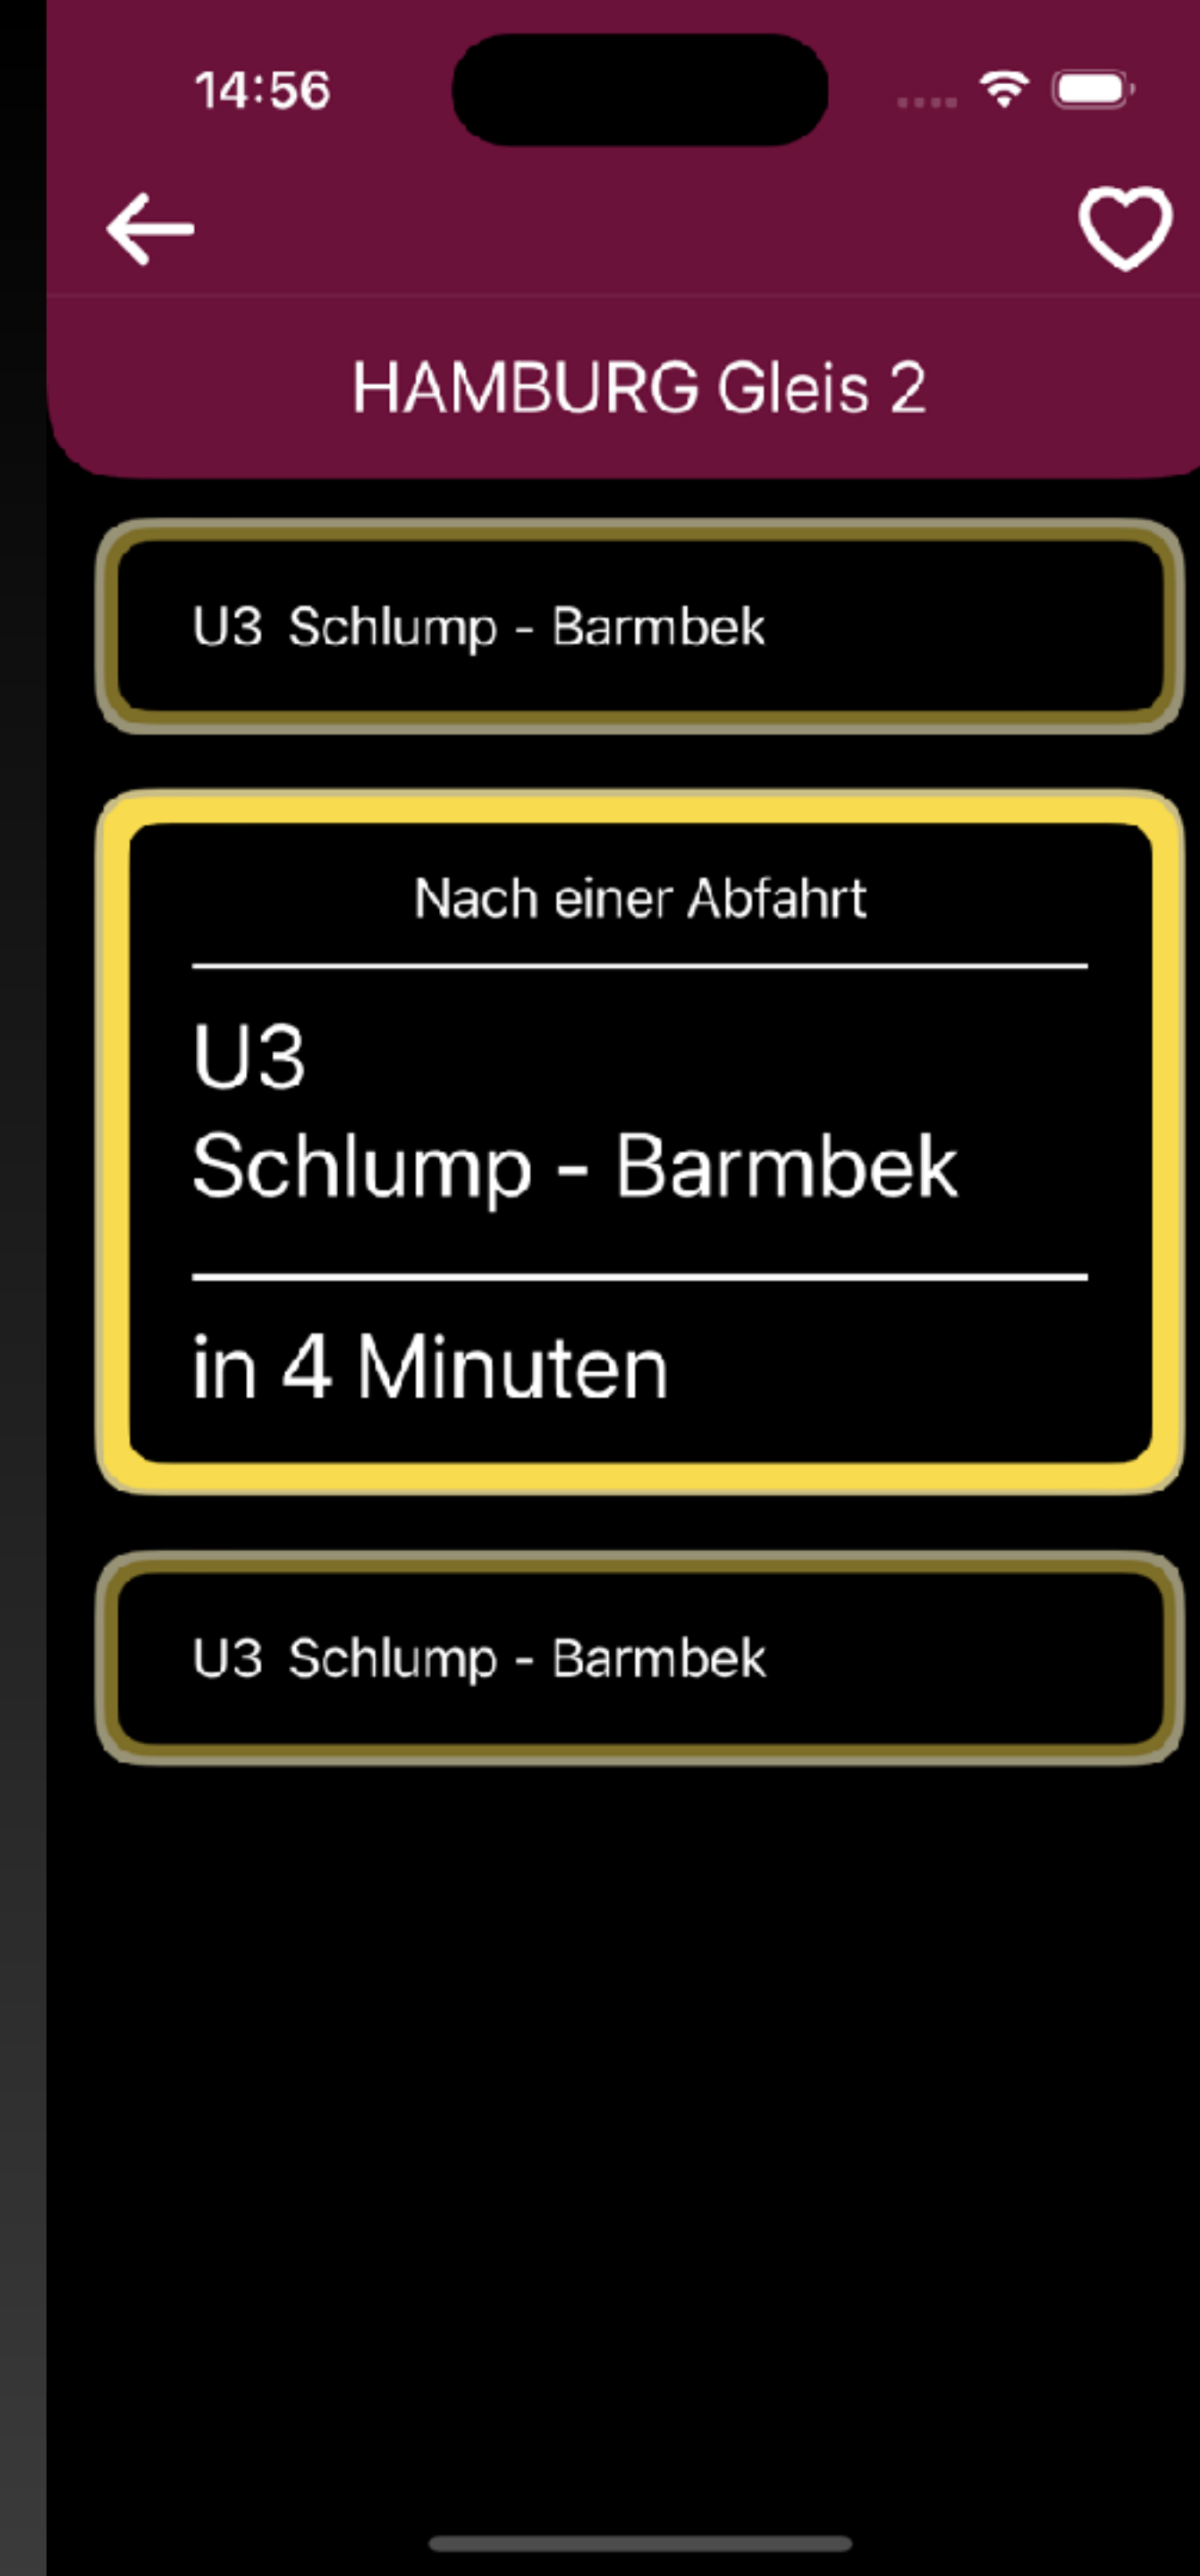 14:56
HAMBURG Gleis 2
U3 Schlump - Barmbek
Nach einer Abfahrt
U3
Schlump - Barmbek
in 4 Minuten
U3 Schlump - Barmbek